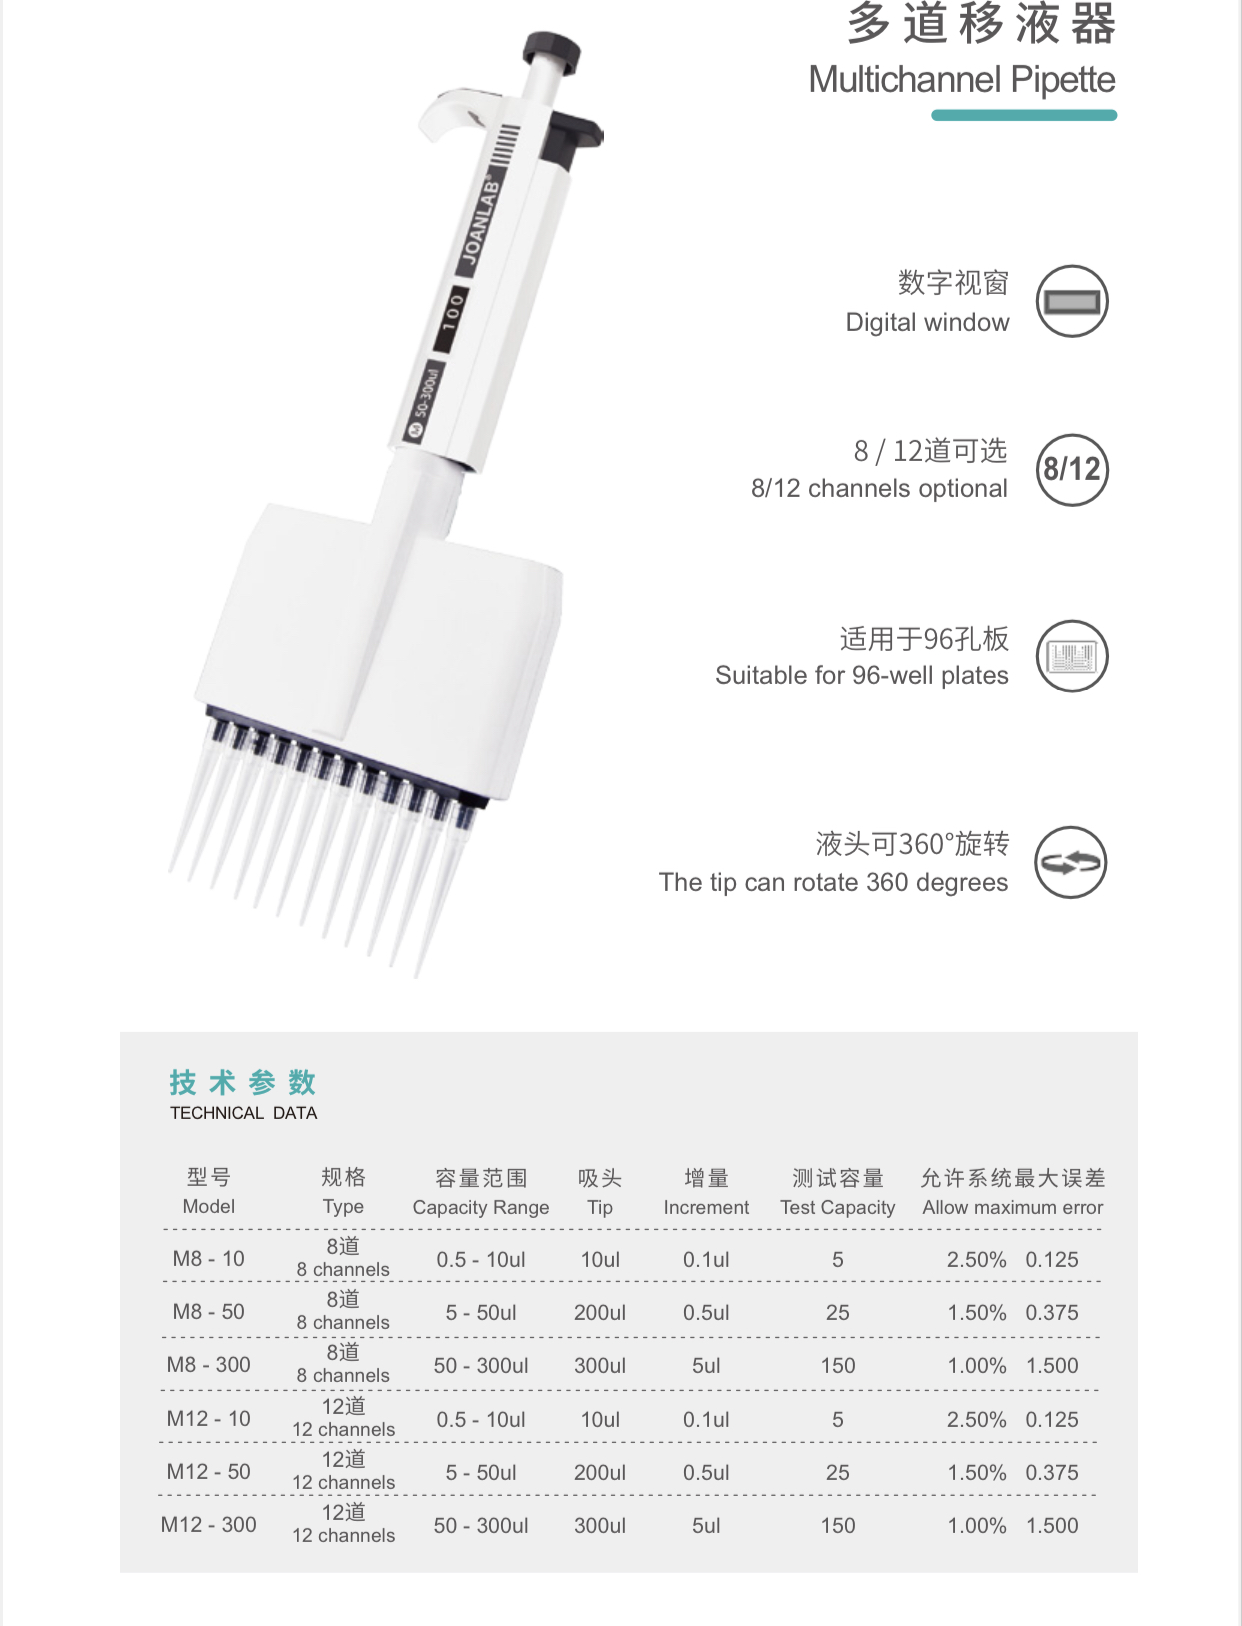 多道移液器
Multichannel Pipette
JOANLAB®
100
M 50-300ul
数字视窗
Digital window
8 / 12道可选
8/12 channels optional
8/12
适用于96孔板
Suitable for 96-well plates
液头可360°旋转
The tip can rotate 360 degrees
技术参数
TECHNICAL DATA
型号 规格 容量范围 吸头 增量 测试容量 允许系统最大误差
Model Type Capacity Range Tip Increment Test Capacity Allow maximum error
8道
M8 - 10 0.5 - 10ul 10ul 0.1ul 5 2.50% 0.125
8 channels
8道
M8 - 50 5 - 50ul 200ul 0.5ul 25 1.50% 0.375
8 channels
8道
M8 - 300 50 - 300ul 300ul 5ul 150 1.00% 1.500
8 channels
12道
M12 - 10 0.5 - 10ul 10ul 0.1ul 5 2.50% 0.125
12 channels
12道
M12 - 50 5 - 50ul 200ul 0.5ul 25 1.50% 0.375
12 channels
12道
M12 - 300 50 - 300ul 300ul 5ul 150 1.00% 1.500
12 channels